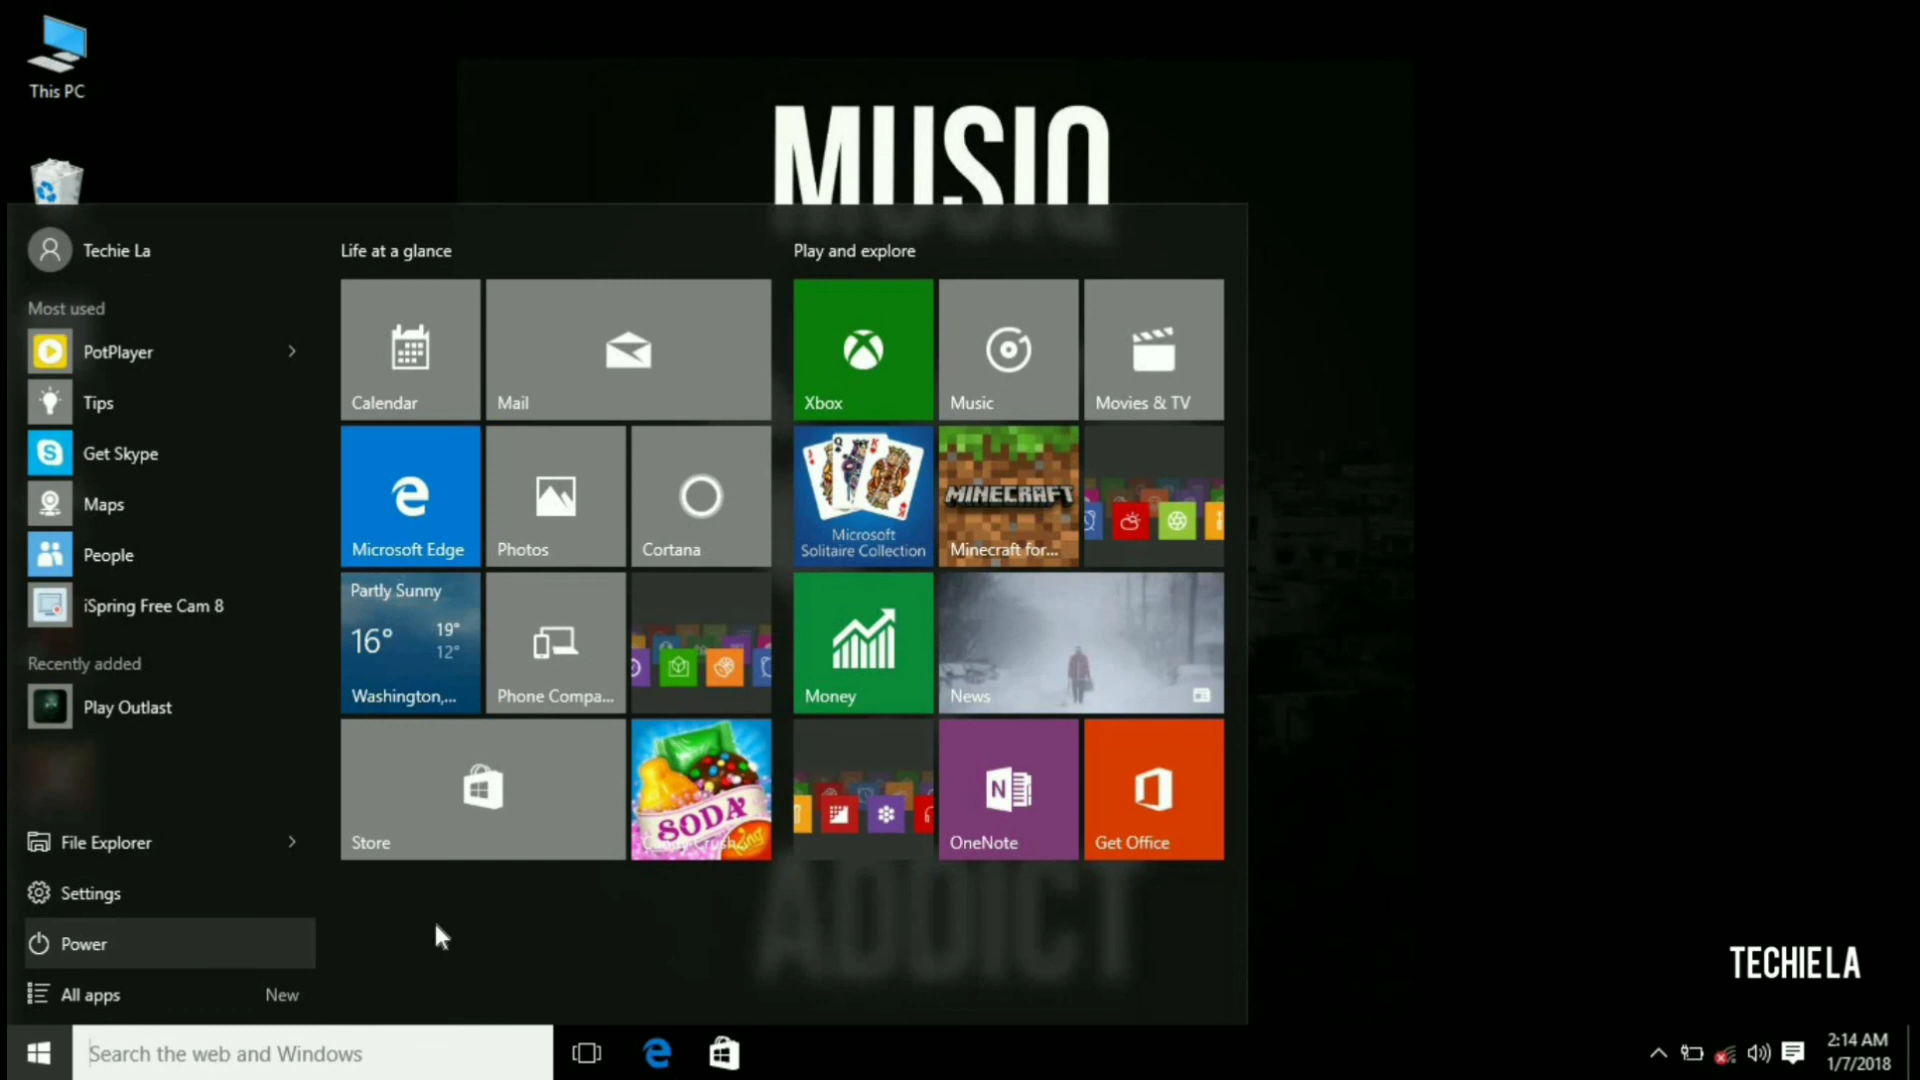 This PC
MUSIQ
Techie La
Most used
PotPlayer
Tips
Get Skype
Maps
People
iSpring Free Cam 8
Recently added
Play Outlast
File Explorer
Settings
Power
All apps New
Life at a glance
Calendar
Mail
Microsoft Edge
Photos
Cortana
Partly Sunny
16° 19°
12°
Washington,...
Phone Compa...
Store
SODA
Candy Crush...
Play and explore
Xbox
Music
Movies & TV
Microsoft
Solitaire Collection
MINECRAFT
Minecraft for...
Money
News
OneNote
Get Office
ADDICT
TECHIE LA
Search the web and Windows
2:14 AM
1/7/2018